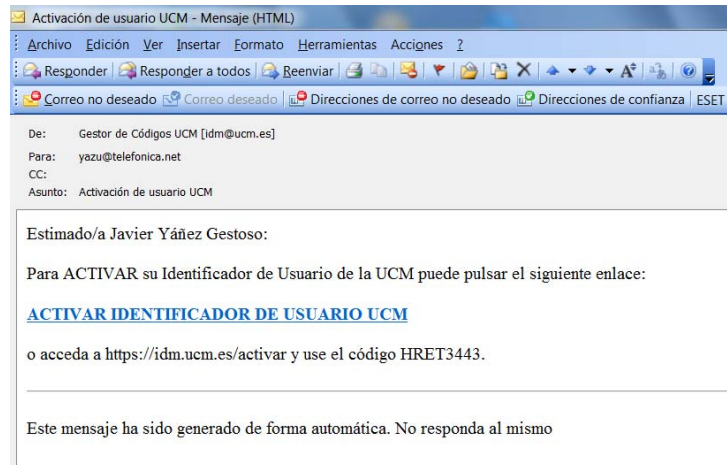 Activación de usuario UCM - Mensaje (HTML)
Archivo Edición Ver Insertar Formato Herramientas Acciones ?
Responder Responder a todos Reenviar
Correo no deseado Correo deseado Direcciones de correo no deseado Direcciones de confianza ESET
De: Gestor de Códigos UCM [idm@ucm.es]
Para: yazu@telefonica.net
CC:
Asunto: Activación de usuario UCM
Estimado/a Javier Yáñez Gestoso:
Para ACTIVAR su Identificador de Usuario de la UCM puede pulsar el siguiente enlace:
ACTIVAR IDENTIFICADOR DE USUARIO UCM
o acceda a https://idm.ucm.es/activar y use el código HRET3443.
Este mensaje ha sido generado de forma automática. No responda al mismo